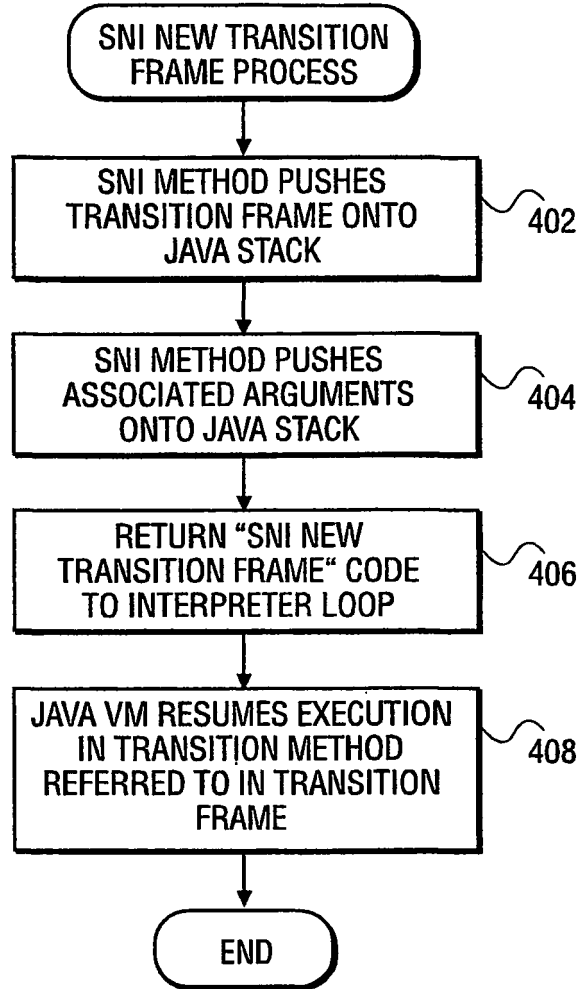 SNI NEW TRANSITION
FRAME PROCESS
SNI METHOD PUSHES
TRANSITION FRAME ONTO
JAVA STACK
402
SNI METHOD PUSHES
ASSOCIATED ARGUMENTS
ONTO JAVA STACK
404
RETURN "SNI NEW
TRANSITION FRAME" CODE
TO INTERPRETER LOOP
406
JAVA VM RESUMES EXECUTION
IN TRANSITION METHOD
REFERRED TO IN TRANSITION
FRAME
408
END